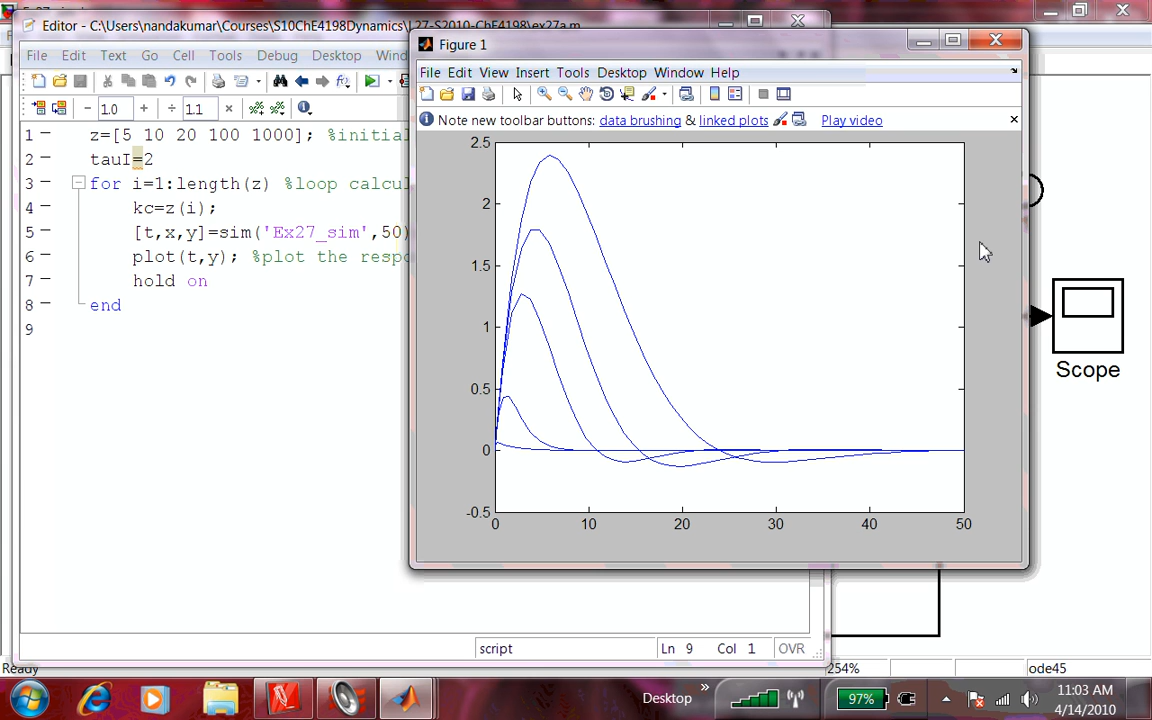 Editor - C:\Users\nandakumar\Courses\S10ChE4198Dynamics\L27-S2010-ChE4198\ex27a.m
File Edit Text Go Cell Tools Debug Desktop
1.0
1.1
1 z=[5 10 20 100 1000];
2 tauI=2
3 for i=1:length(z) %loop
4 kc=z(i);
5 [t,x,y]=sim('Ex27_sim',50)
6 plot(t,y); %plot the
7 hold on
8 end
9
script
Ln 9 Col 1 OVR
Figure 1
File Edit View Insert Tools Desktop Window Help
Note new toolbar buttons: data brushing & linked plots Play video
2.5
2
1.5
1
0.5
0
-0.5
0 10 20 30 40 50
Scope
Ready
254%
ode45
Desktop
97%
11:03 AM
4/14/2010